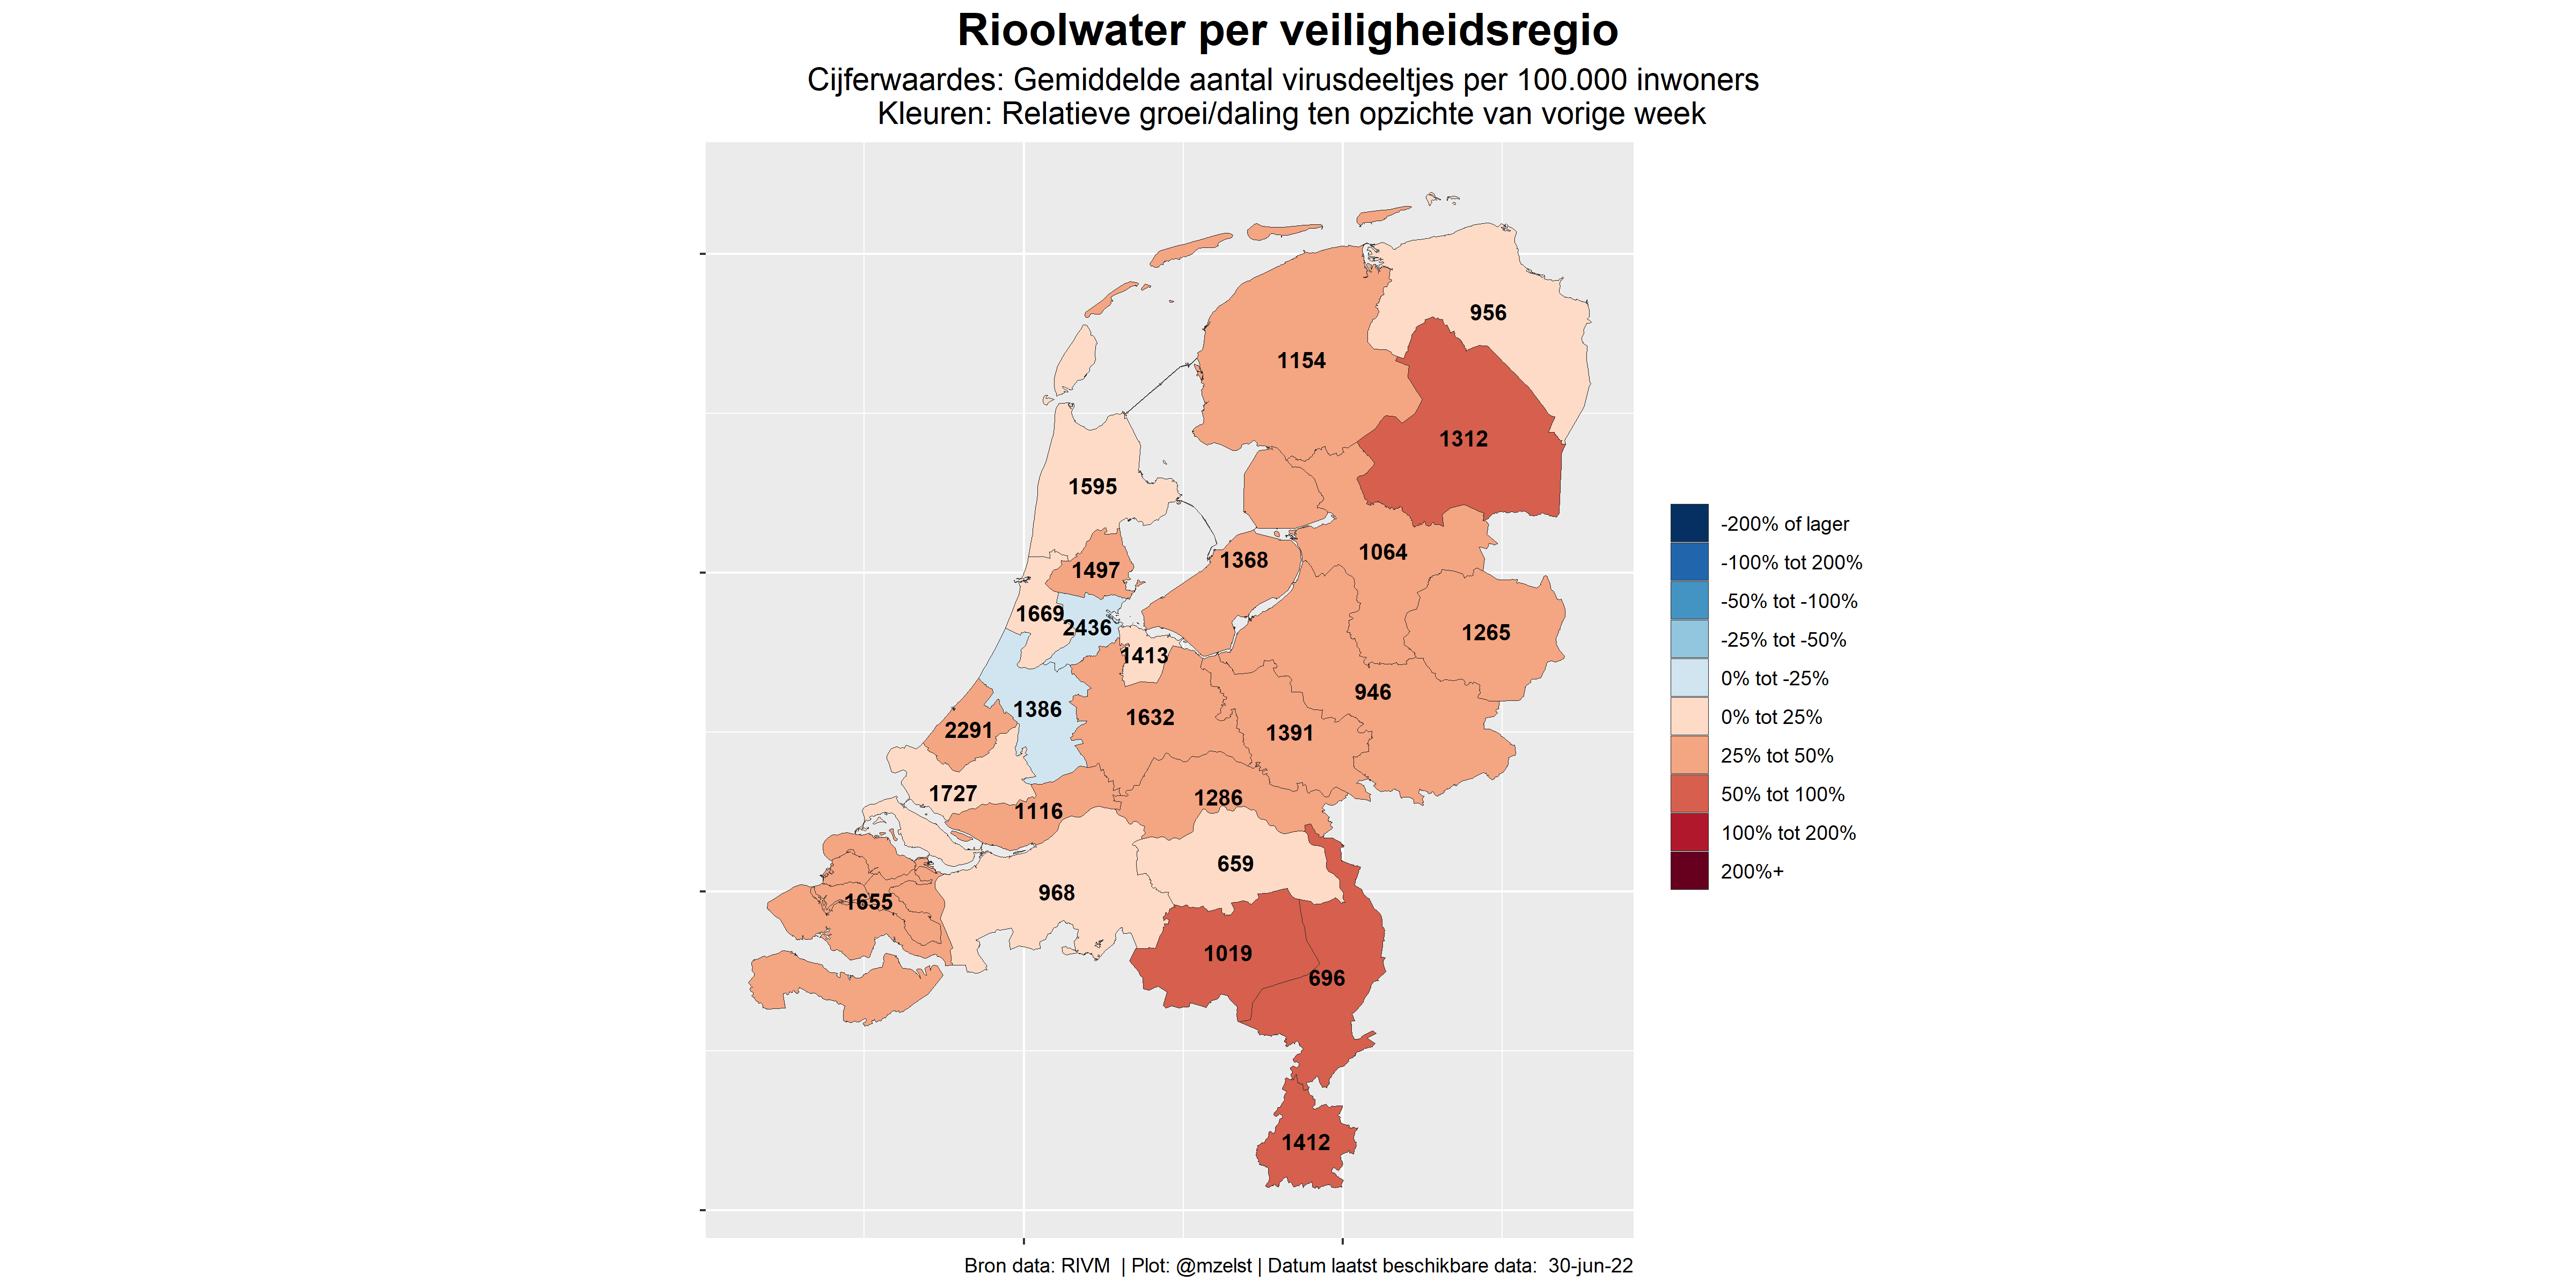 Rioolwater per veiligheidsregio
Cijferwaardes: Gemiddelde aantal virusdeeltjes per 100.000 inwoners
Kleuren: Relatieve groei/daling ten opzichte van vorige week
956
1154
1312
1595
1064
1368
1497
1669
2436
1265
1413
946
1386
1632
2291
1391
1727
1286
1116
659
968
1655
1019
696
1412
-200% of lager
-100% tot 200%
-50% tot -100%
-25% tot -50%
0% tot -25%
0% tot 25%
25% tot 50%
50% tot 100%
100% tot 200%
200%+
Bron data: RIVM | Plot: @mzelst | Datum laatst beschikbare data: 30-jun-22